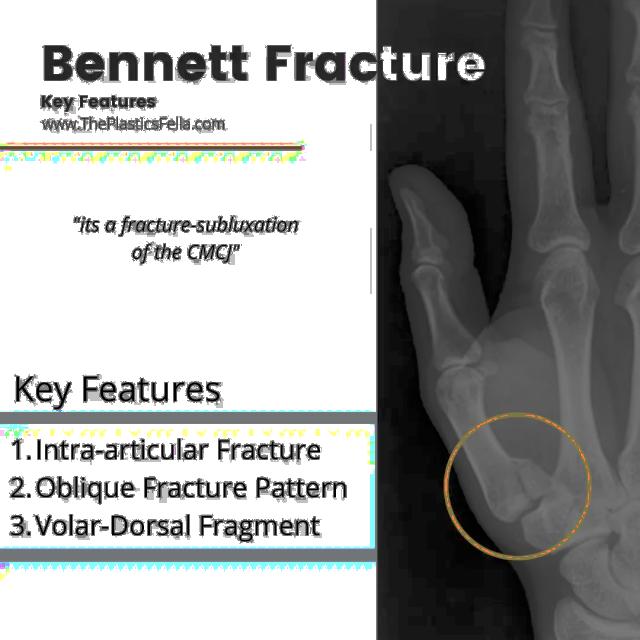 Bennett Fracture
Key Features
www.ThePlasticsFella.com
"its a fracture-subluxation
of the CMCJ"
Key Features
1. Intra-articular Fracture
2. Oblique Fracture Pattern
3. Volar-Dorsal Fragment